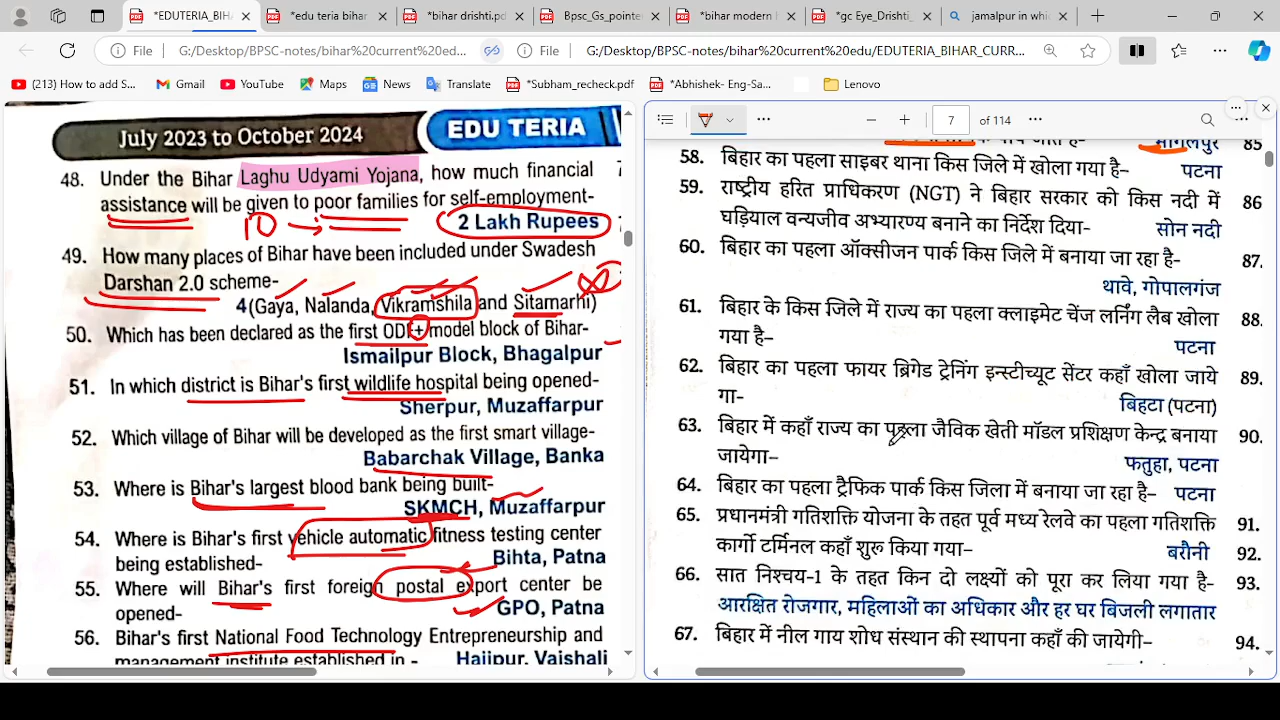 *EDUTERIA_BIH
*edu teria bihar
*bihar drishti.pd
Bpsc_Gs_pointe
*bihar modern
*gc Eye_Drishti_
jamalpur in whi
File
G:/Desktop/BPSC-notes/bihar%20current%20ed...
File
G:/Desktop/BPSC-notes/bihar%20current%20edu/EDUTERIA_BIHAR_CURR...
(213) How to add S...
Gmail
YouTube
Maps
News
Translate
*Subham_recheck.pdf
*Abhishek- Eng-Sa...
Lenovo
July 2023 to October 2024
EDU TERIA
48. Under the Bihar Laghu Udyami Yojana, how much financial
assistance will be given to poor families for self-employment-
10
2 Lakh Rupees
49. How many places of Bihar have been included under Swadesh
Darshan 2.0 scheme-
4(Gaya, Nalanda, Vikramshila and Sitamarhi)
50. Which has been declared as the first ODF+ model block of Bihar-
Ismailpur Block, Bhagalpur
51. In which district is Bihar's first wildlife hospital being opened-
Sherpur, Muzaffarpur
52. Which village of Bihar will be developed as the first smart village-
Babarchak Village, Banka
53. Where is Bihar's largest blood bank being built-
SKMCH, Muzaffarpur
54. Where is Bihar's first vehicle automatic fitness testing center
being established-
Bihta, Patna
55. Where will Bihar's first foreign postal export center be
opened-
GPO, Patna
56. Bihar's first National Food Technology Entrepreneurship and
management institute established in -
Hajipur, Vaishali
7 of 114
भागलपुर 85
58. बिहार का पहला साइबर थाना किस जिले में खोला गया है-
पटना
59. राष्ट्रीय हरित प्राधिकरण (NGT) ने बिहार सरकार को किस नदी में 86
घड़ियाल वन्यजीव अभ्यारण्य बनाने का निर्देश दिया-
सोन नदी
60. बिहार का पहला ऑक्सीजन पार्क किस जिले में बनाया जा रहा है- 87.
थावे, गोपालगंज
61. बिहार के किस जिले में राज्य का पहला क्लाइमेट चेंज लर्निंग लैब खोला 88.
गया है-
पटना
62. बिहार का पहला फायर ब्रिगेड ट्रेनिंग इन्स्टीच्यूट सेंटर कहाँ खोला जाये 89.
गा-
बिहटा (पटना)
63. बिहार में कहाँ राज्य का पहला जैविक खेती मॉडल प्रशिक्षण केन्द्र बनाया 90.
जायेगा-
फतुहा, पटना
64. बिहार का पहला ट्रैफिक पार्क किस जिला में बनाया जा रहा है- पटना
65. प्रधानमंत्री गतिशक्ति योजना के तहत पूर्व मध्य रेलवे का पहला गतिशक्ति 91.
कार्गो टर्मिनल कहाँ शुरू किया गया-
बरौनी 92.
66. सात निश्चय-1 के तहत किन दो लक्ष्यों को पूरा कर लिया गया है- 93.
आरक्षित रोजगार, महिलाओं का अधिकार और हर घर बिजली लगातार
67. बिहार में नील गाय शोध संस्थान की स्थापना कहाँ की जायेगी- 94.